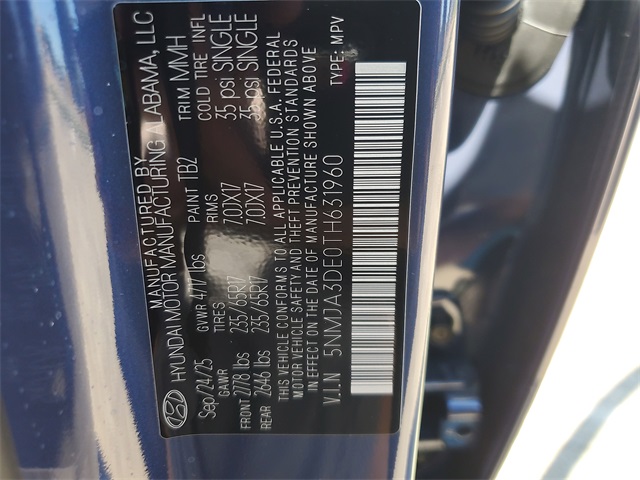 MANUFACTURED BY
HYUNDAI MOTOR MANUFACTURING ALABAMA, LLC
Sep/24/25 GVWR 4717 lbs PAINT TB2 TRIM MMH
GAWR TIRES RIMS COLD TIRE INFL
FRONT 2778 lbs 235/65R17 7.0JX17 35 psi SINGLE
REAR 2646 lbs 235/65R17 7.0JX17 35 psi SINGLE
THIS VEHICLE CONFORMS TO ALL APPLICABLE U.S.A. FEDERAL
MOTOR VEHICLE SAFETY AND THEFT PREVENTION STANDARDS
IN EFFECT ON THE DATE OF MANUFACTURE SHOWN ABOVE
V.I.N 5NMJA3DE0TH631960 TYPE: MPV